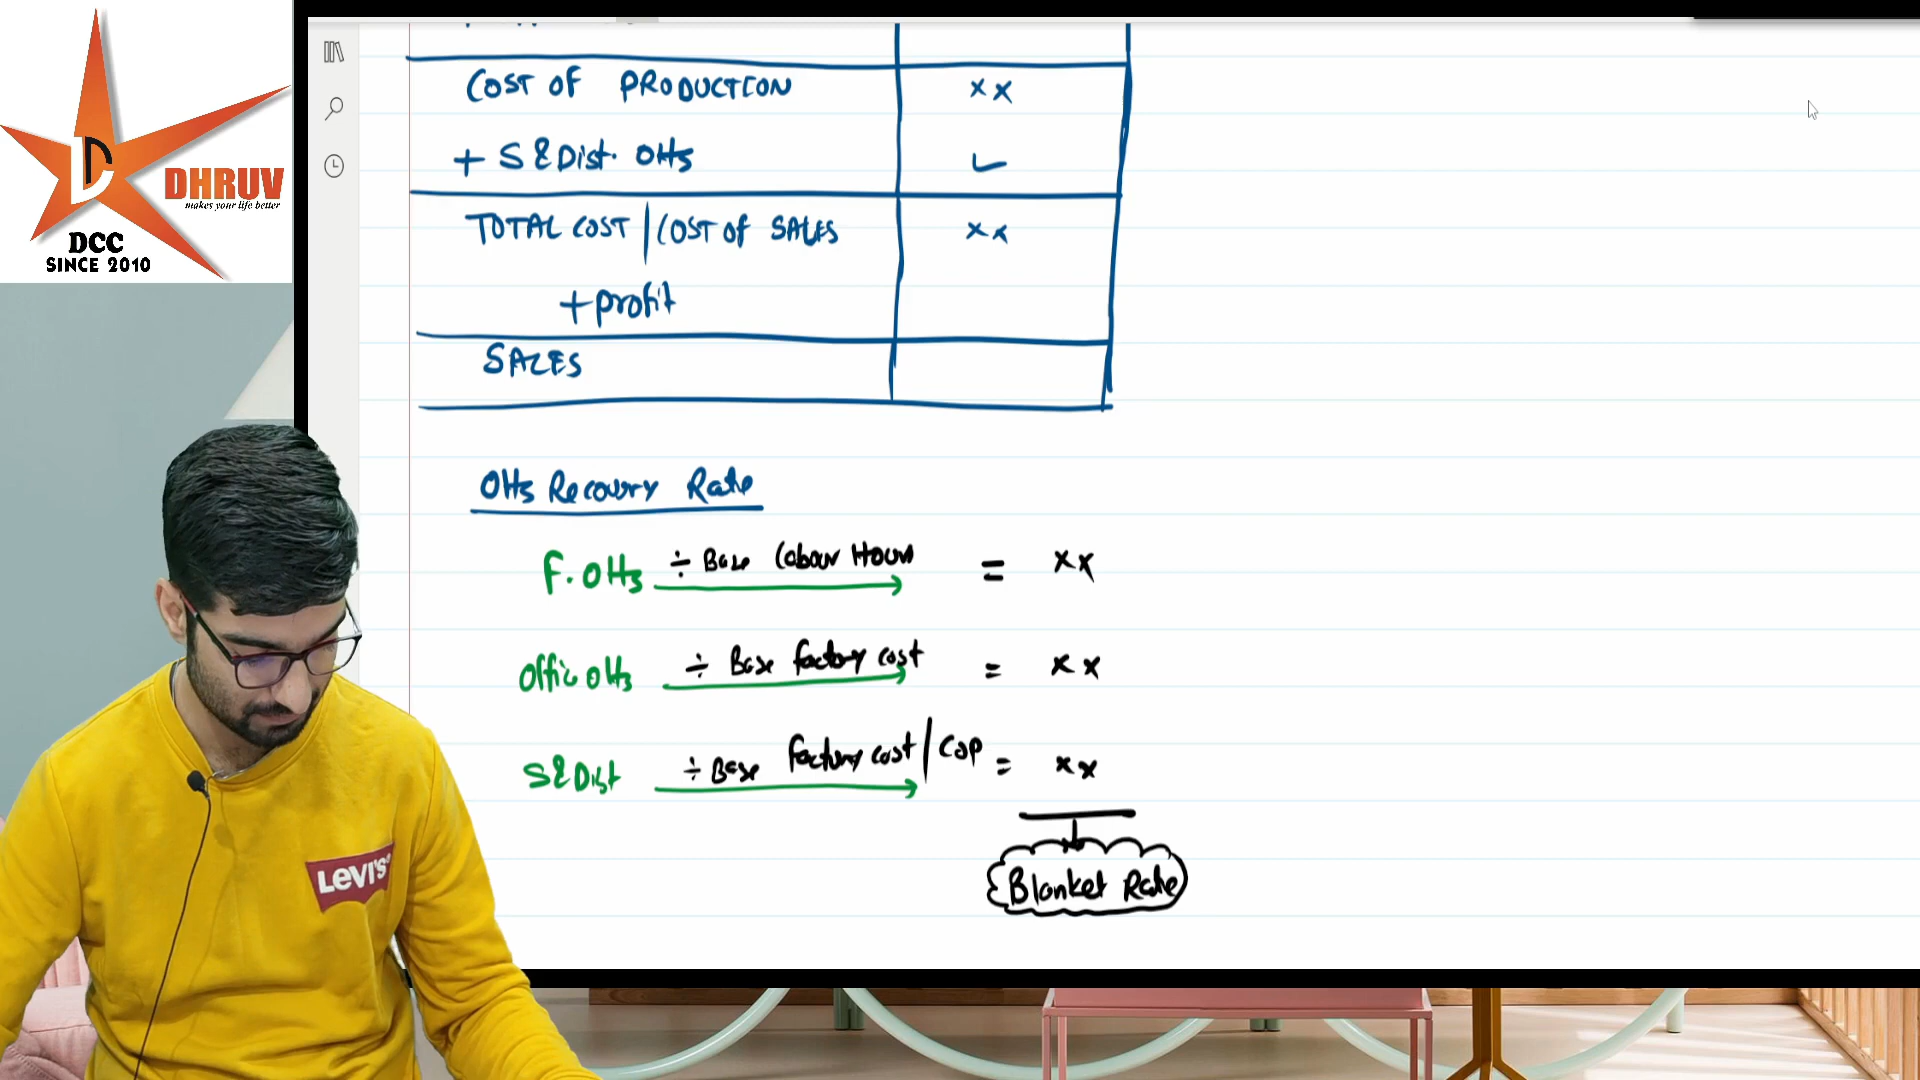 DC
DHRUV
makes your life better
DCC
SINCE 2010
COST OF PRODUCTION xx
+ S & Dist. OHs ✓
TOTAL COST | COST OF SALES xx
+ profit
SALES
OHs Recovery Rate
F. OHs ÷ Base Labour Hours = xx
Office OHs ÷ Base factory cost = xx
S & Dist ÷ Base factory cost | COP = xx
Blanket Rate
LEVI'S